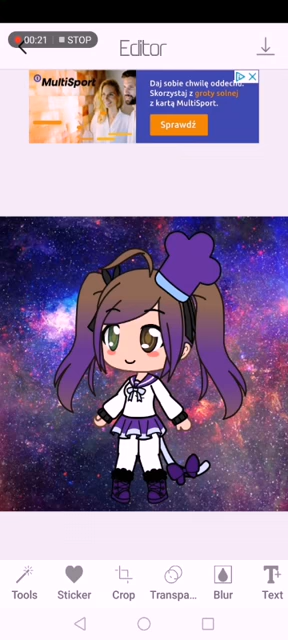 00:21 STOP
Editor
MultiSport
Daj sobie chwilę oddechu.
Skorzystaj z groty solnej
z kartą MultiSport.
Sprawdź
Tools Sticker Crop Transpa... Blur Text